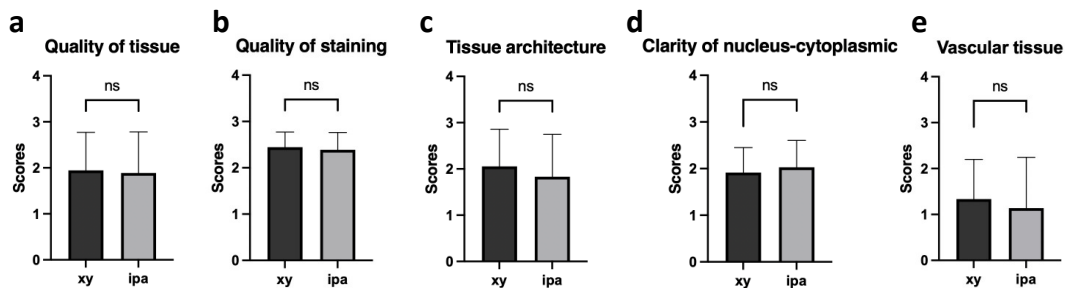 a
Quality of tissue
4
3
2
1
0
Scores
ns
xy
ipa
b
Quality of staining
4
3
2
1
0
Scores
ns
xy
ipa
c
Tissue architecture
4
3
2
1
0
Scores
ns
xy
ipa
d
Clarity of nucleus-cytoplasmic
4
3
2
1
0
Scores
ns
xy
ipa
e
Vascular tissue
4
3
2
1
0
Scores
ns
xy
ipa